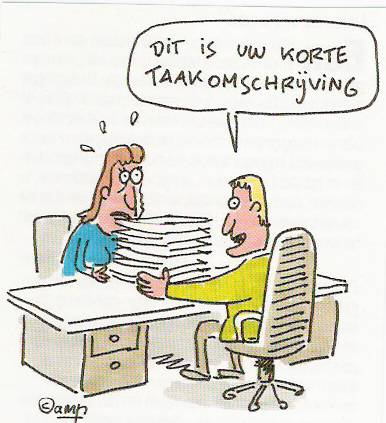 DIT IS UW KORTE
TAAKOMSCHRIJVING
©amp